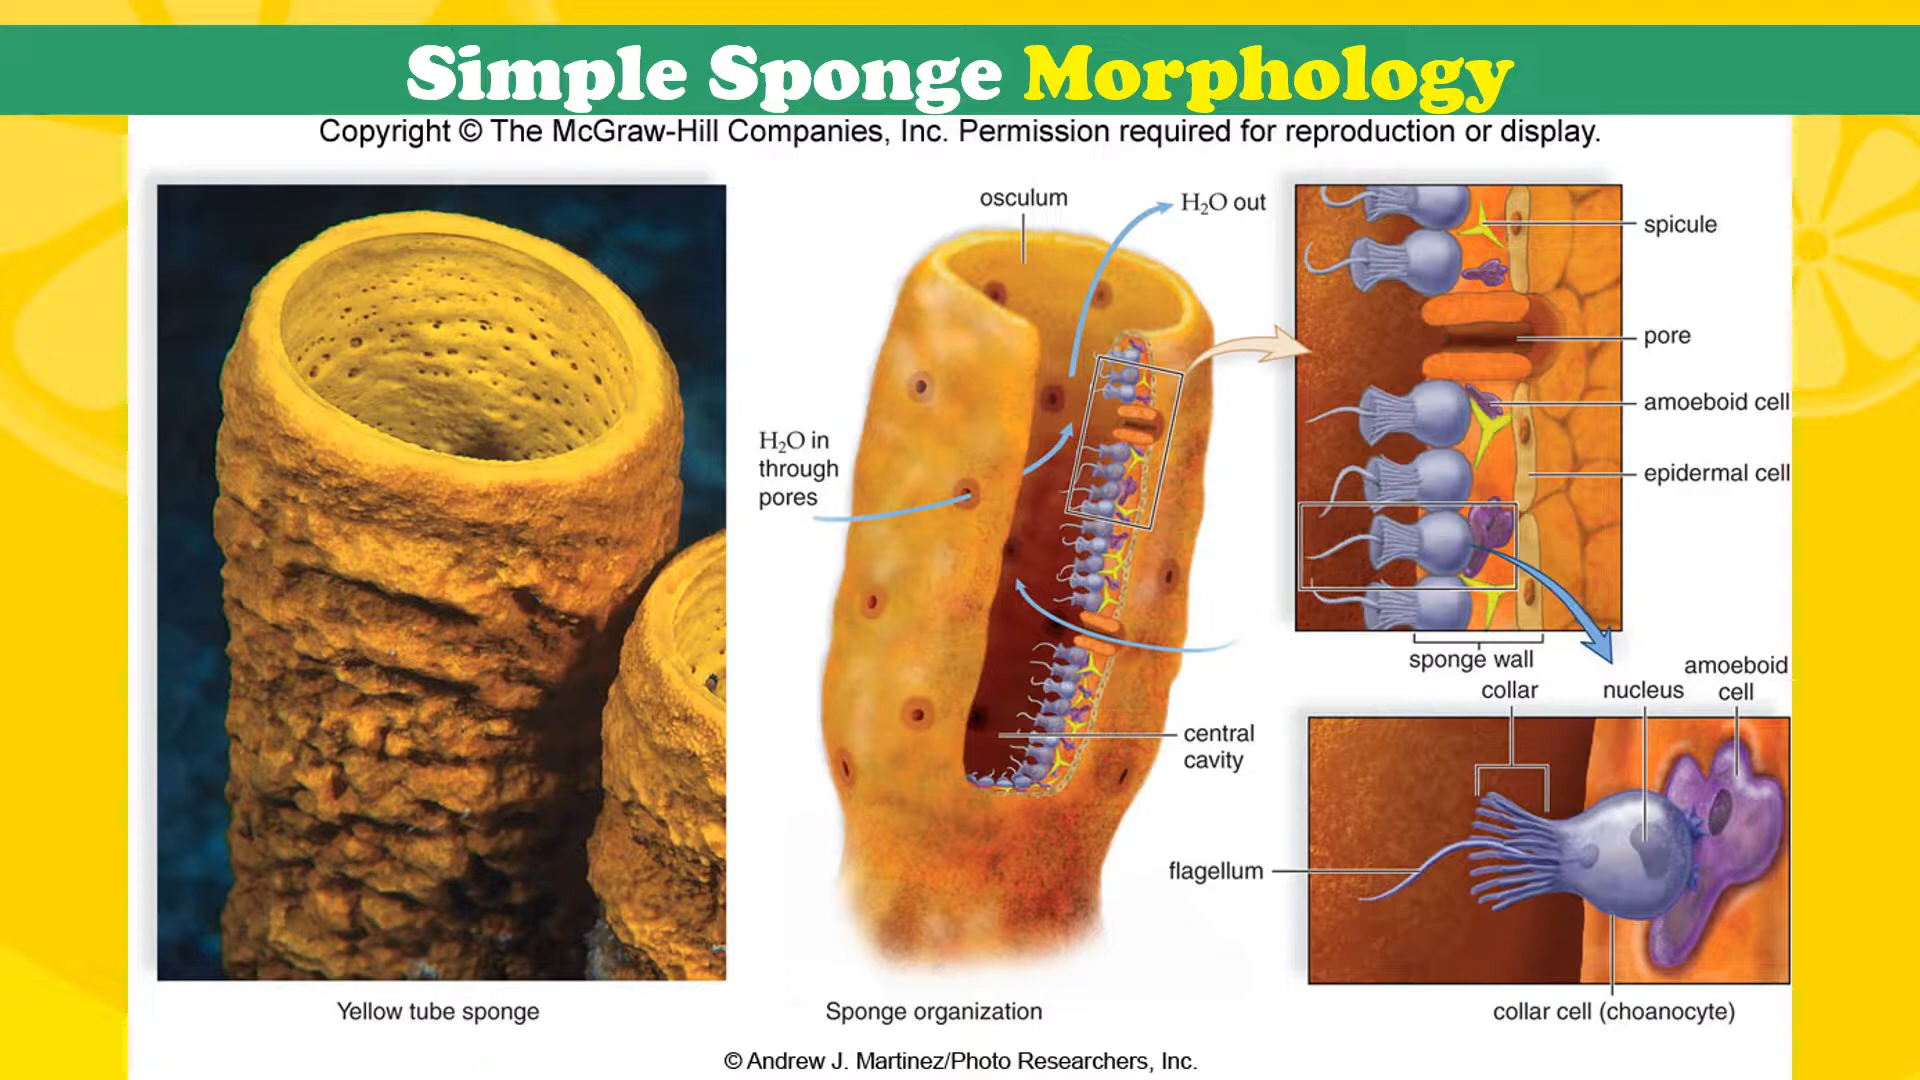 Simple Sponge Morphology
Copyright © The McGraw-Hill Companies, Inc. Permission required for reproduction or display.
osculum
H₂O out
H₂O in
through
pores
central
cavity
spicule
pore
amoeboid cell
epidermal cell
sponge wall
collar
nucleus
amoeboid
cell
flagellum
collar cell (choanocyte)
Yellow tube sponge
Sponge organization
© Andrew J. Martinez/Photo Researchers, Inc.